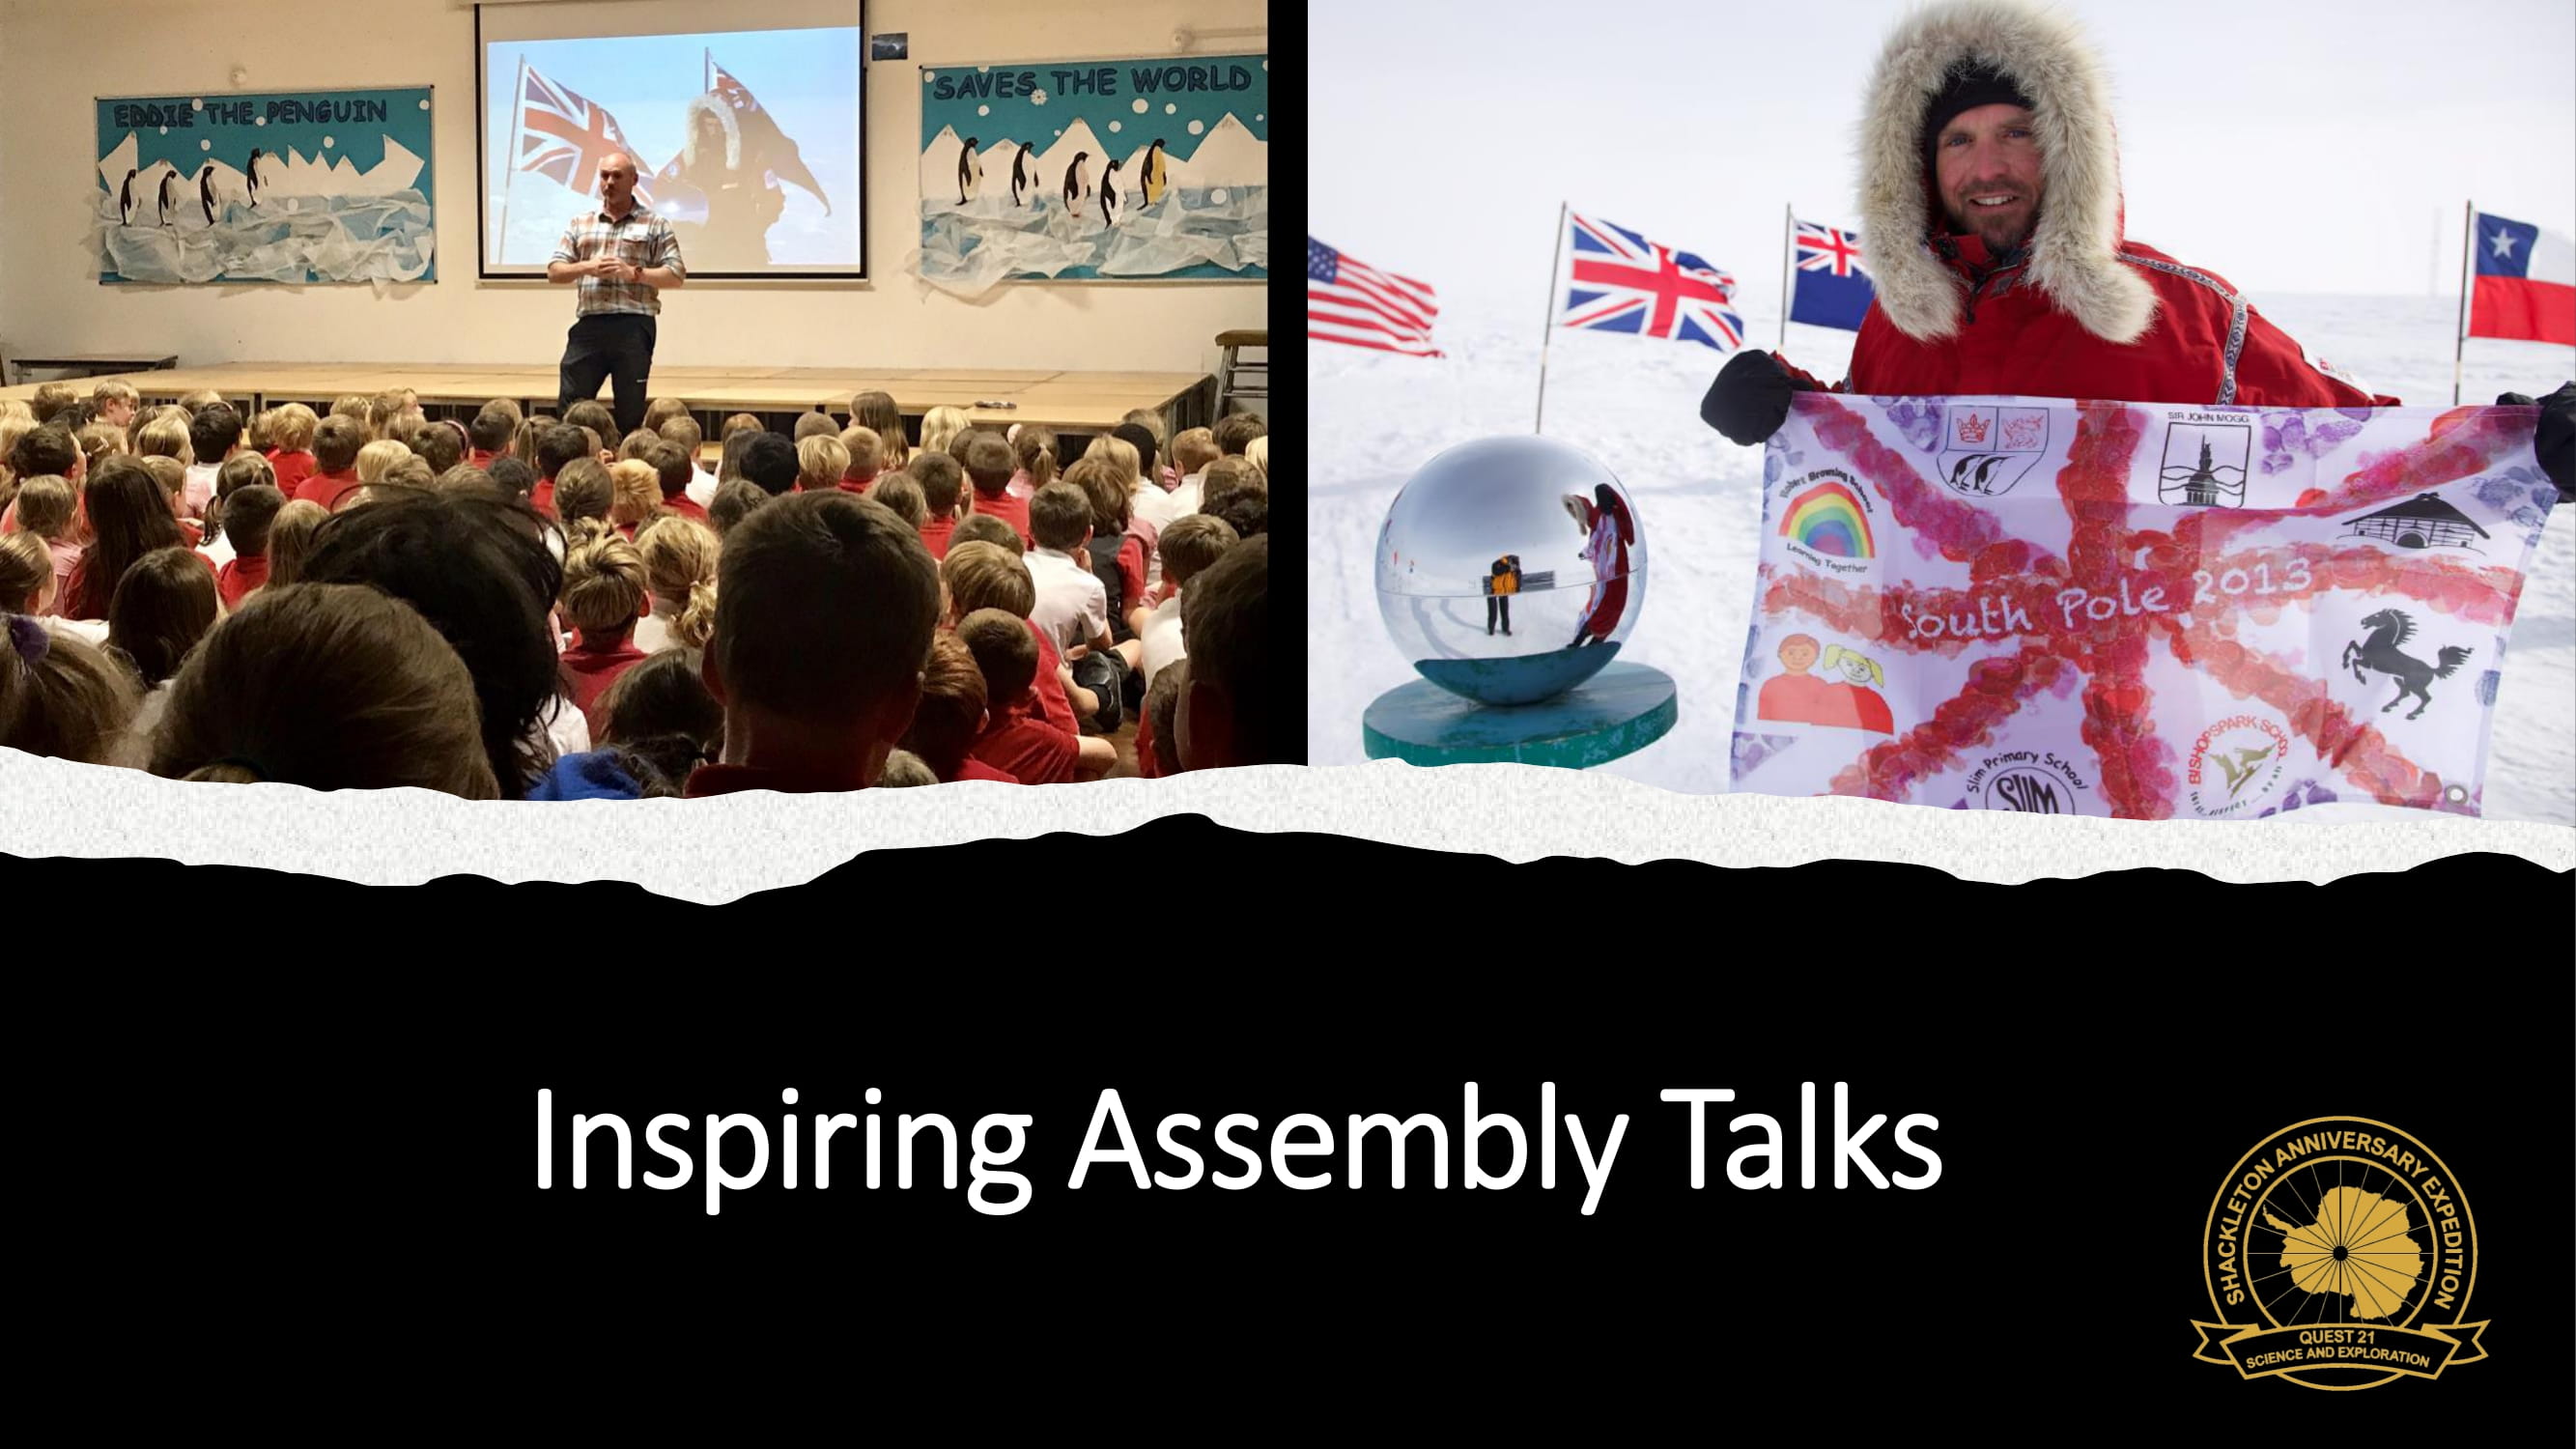 EDDIE THE PENGUIN
SAVES THE WORLD
SIR JOHN MOGG
Robert Browning School
Learning Together
South Pole 2013
Slim Primary School
SLIM
BISHOPSPARK SCHOOL
Inspiring Assembly Talks
SHACKLETON ANNIVERSARY EXPEDITION
QUEST 21
SCIENCE AND EXPLORATION